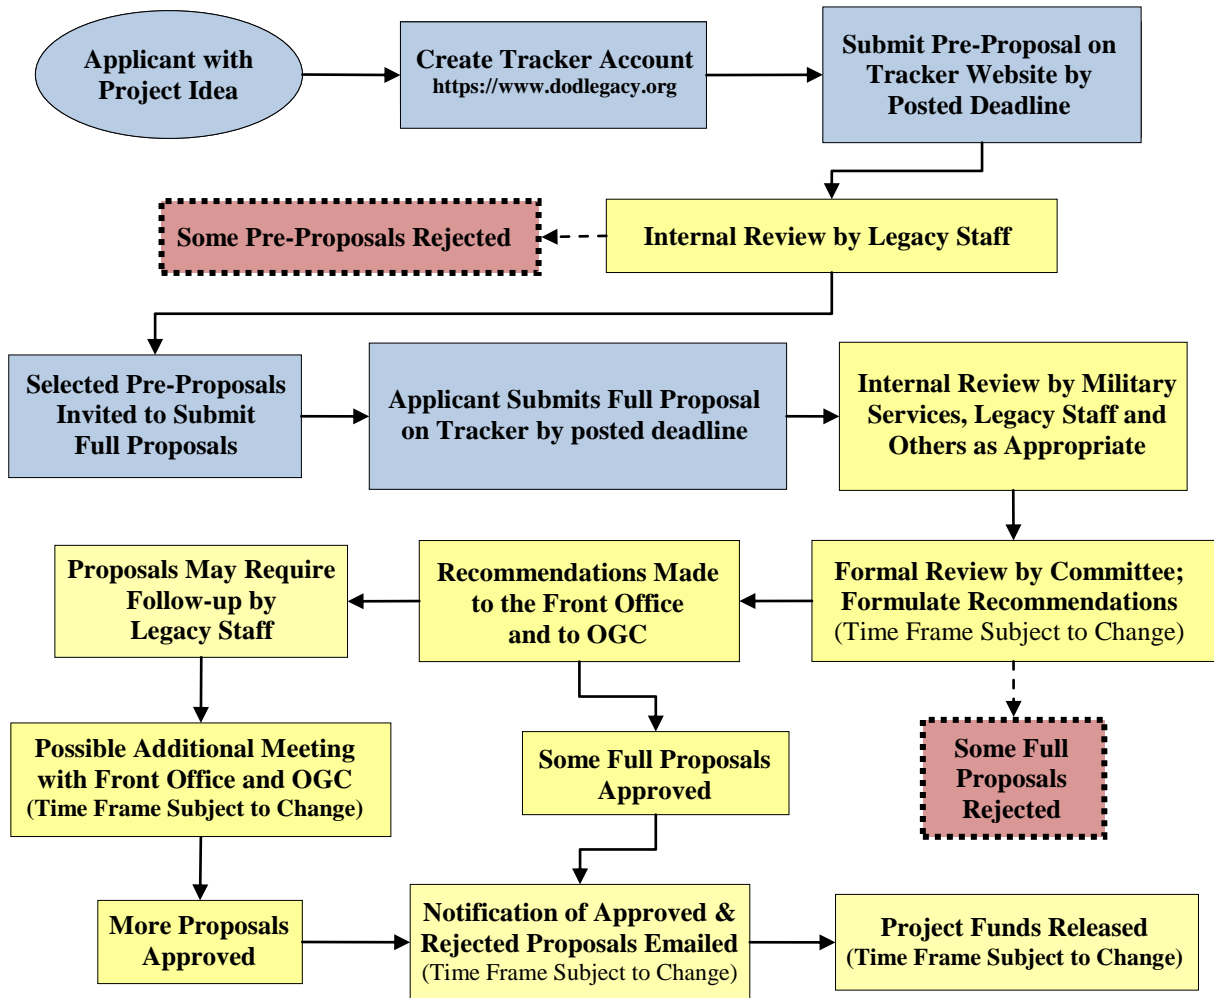 Applicant with
Project Idea
Create Tracker Account
https://www.dodlegacy.org
Submit Pre-Proposal on
Tracker Website by
Posted Deadline
Some Pre-Proposals Rejected
Internal Review by Legacy Staff
Selected Pre-Proposals
Invited to Submit
Full Proposals
Applicant Submits Full Proposal
on Tracker by posted deadline
Internal Review by Military
Services, Legacy Staff and
Others as Appropriate
Proposals May Require
Follow-up by
Legacy Staff
Recommendations Made
to the Front Office
and to OGC
Formal Review by Committee;
Formulate Recommendations
(Time Frame Subject to Change)
Possible Additional Meeting
with Front Office and OGC
(Time Frame Subject to Change)
Some Full Proposals
Approved
Some Full
Proposals
Rejected
More Proposals
Approved
Notification of Approved &
Rejected Proposals Emailed
(Time Frame Subject to Change)
Project Funds Released
(Time Frame Subject to Change)